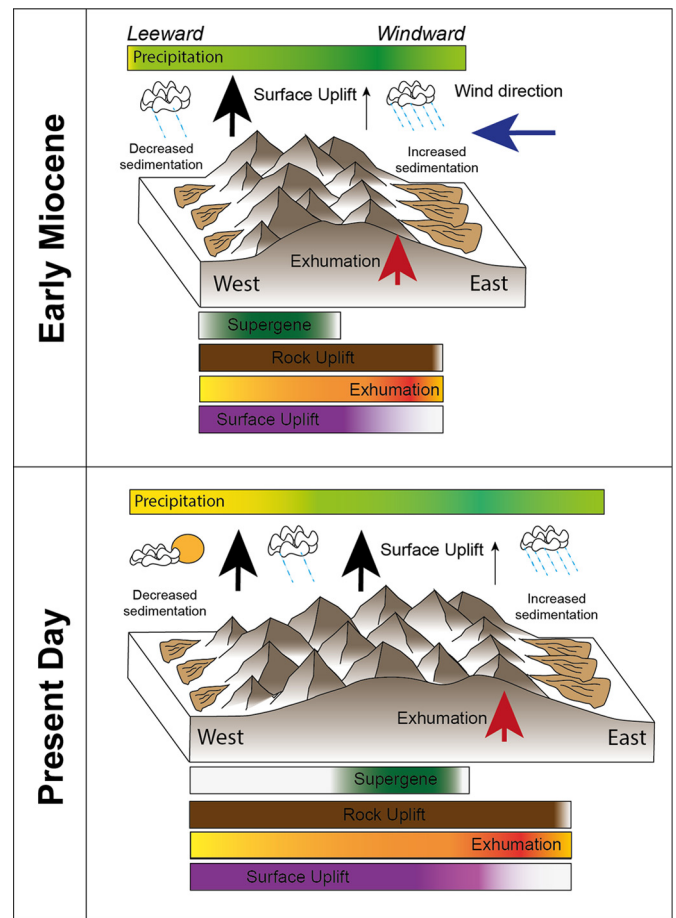 Early Miocene
Leeward
Windward
Precipitation
Surface Uplift
Wind direction
Decreased
sedimentation
Increased
sedimentation
Exhumation
West
East
Supergene
Rock Uplift
Exhumation
Surface Uplift
Present Day
Precipitation
Surface Uplift
Decreased
sedimentation
Increased
sedimentation
Exhumation
West
East
Supergene
Rock Uplift
Exhumation
Surface Uplift